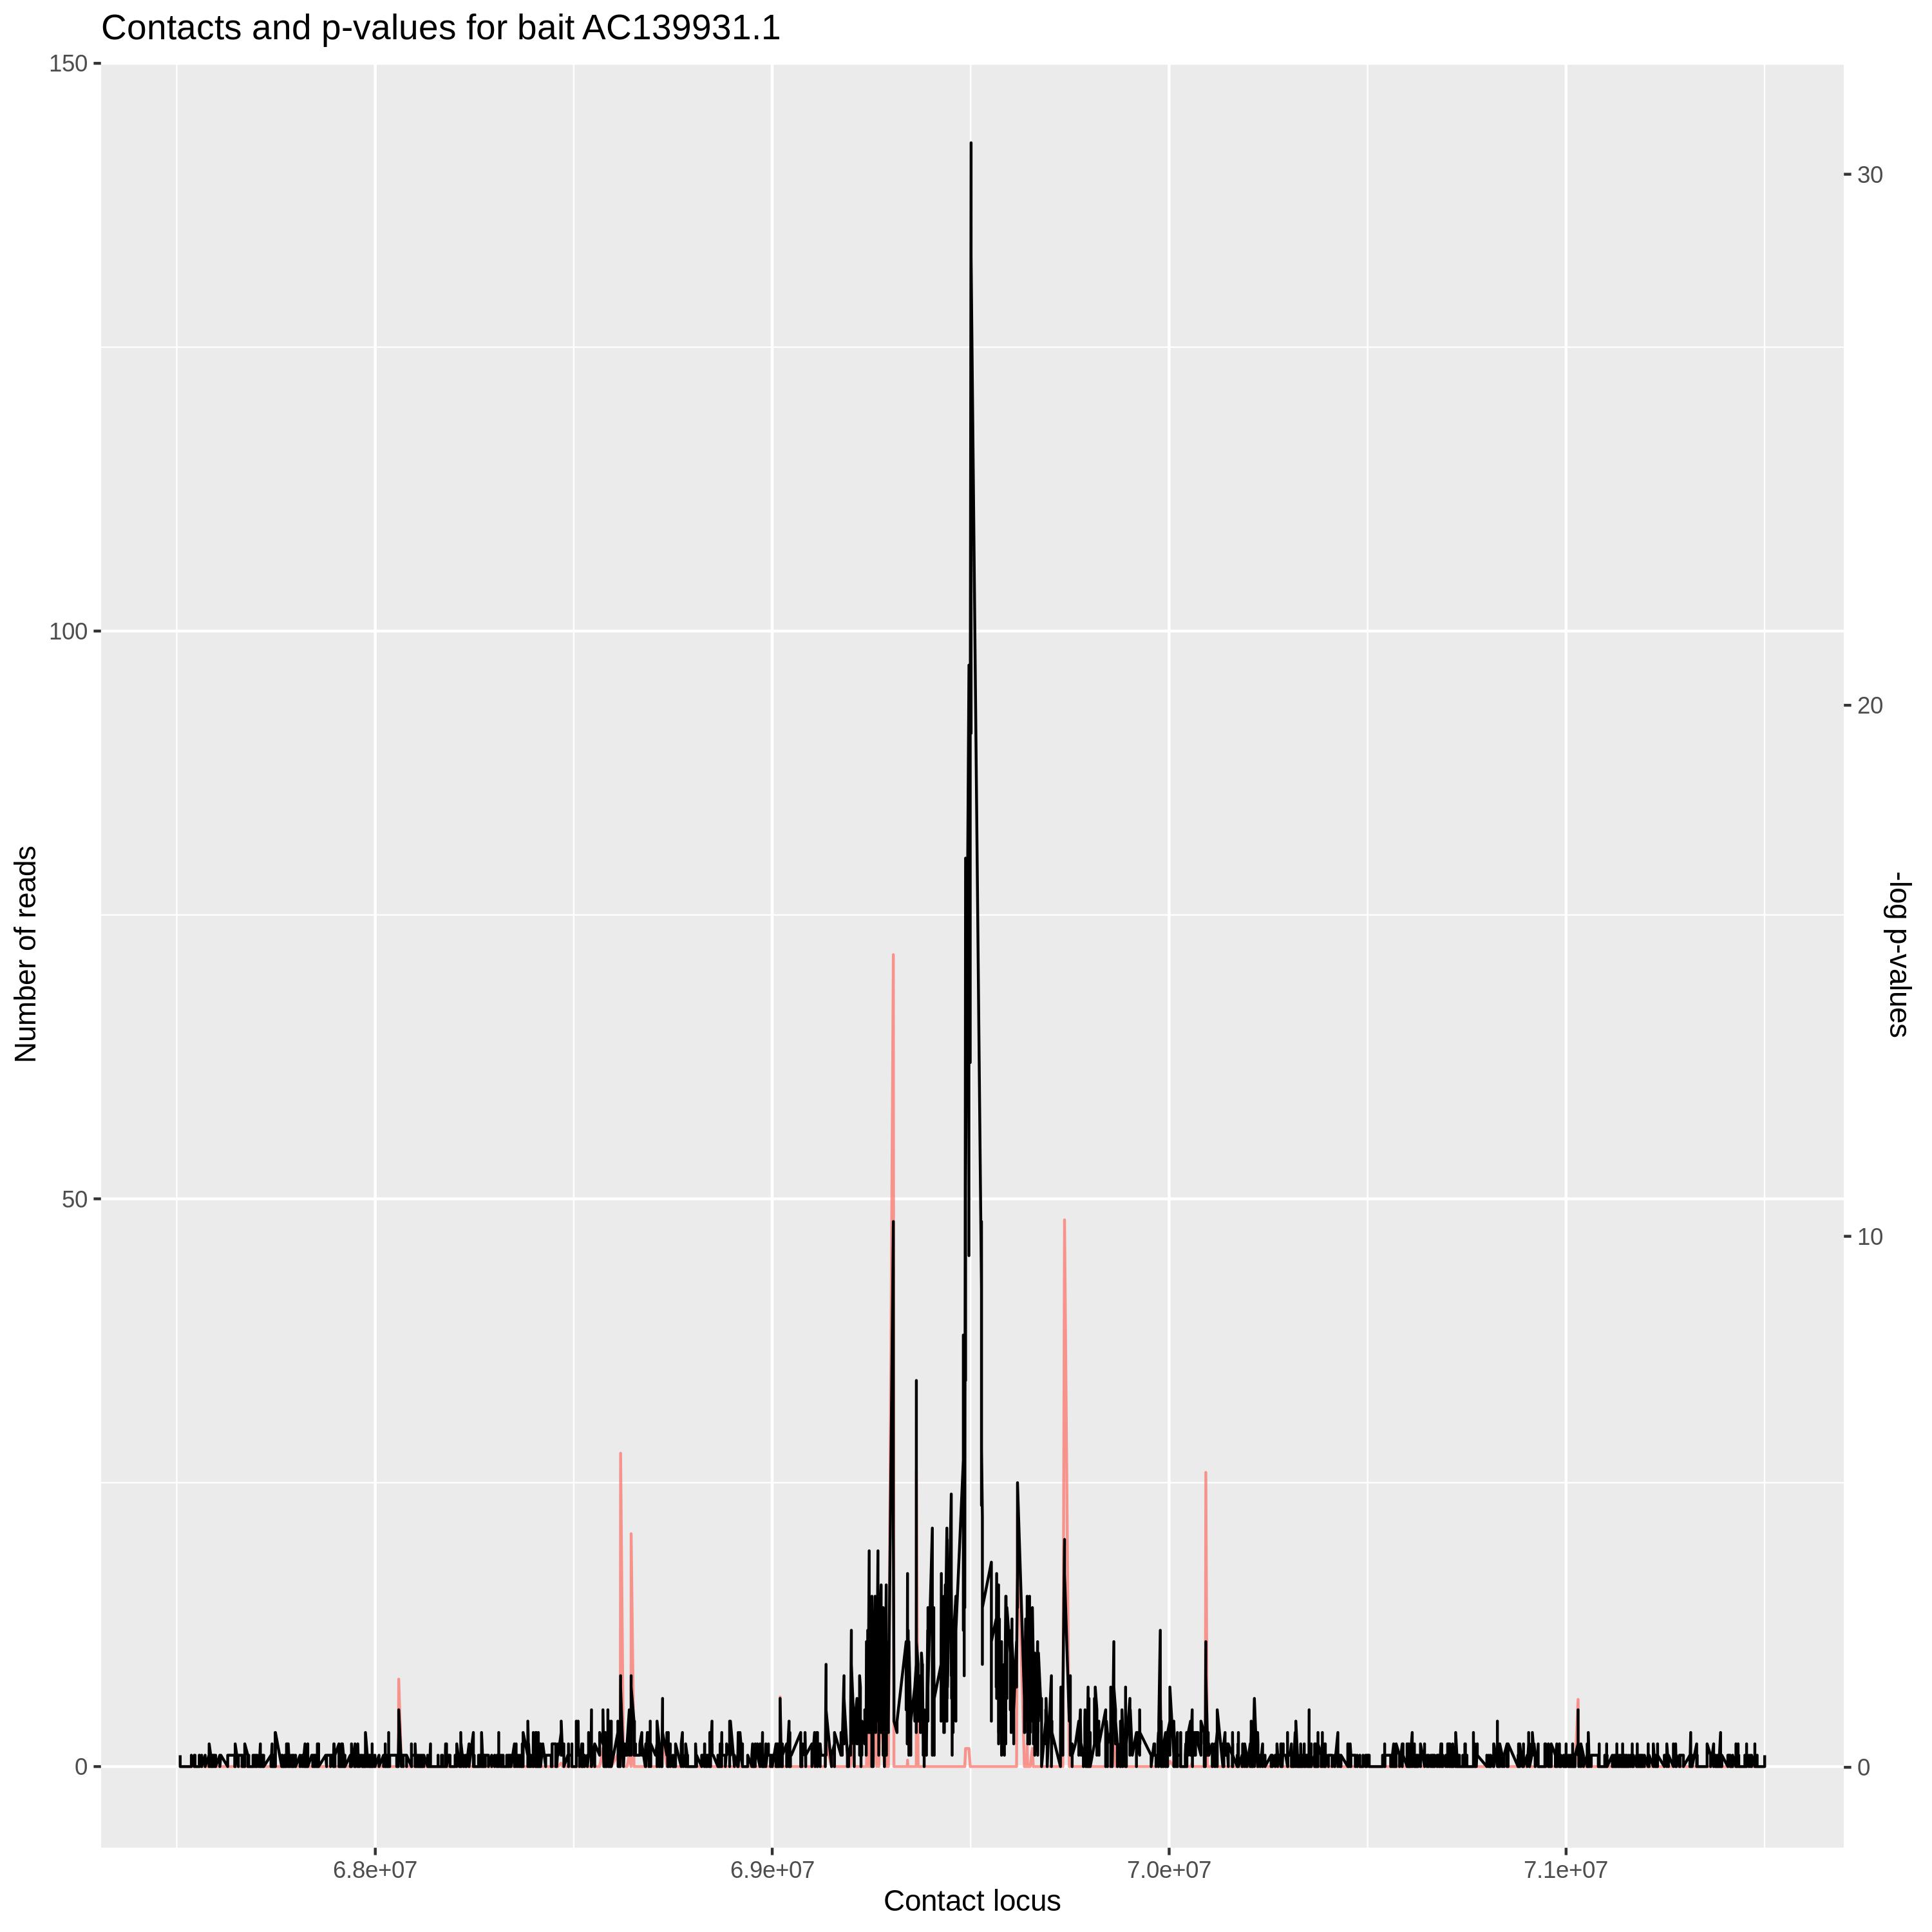 Contacts and p-values for bait AC139931.1
150
100
50
0
Number of reads
30
20
10
0
-log p-values
6.8e+07
6.9e+07
7.0e+07
7.1e+07
Contact locus